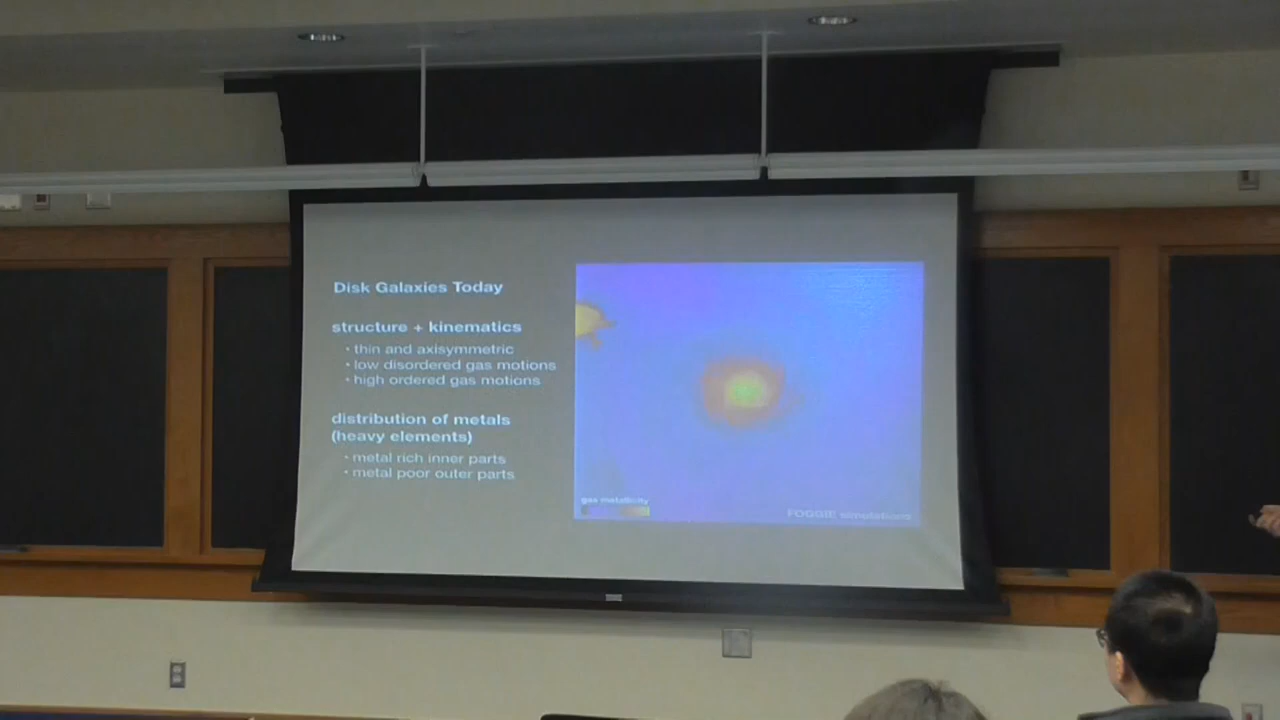 Disk Galaxies Today
structure + kinematics
• thin and axisymmetric
• low disordered gas motions
• high ordered gas motions
distribution of metals
(heavy elements)
• metal rich inner parts
• metal poor outer parts
gas metallicity
FOGGIE simulations